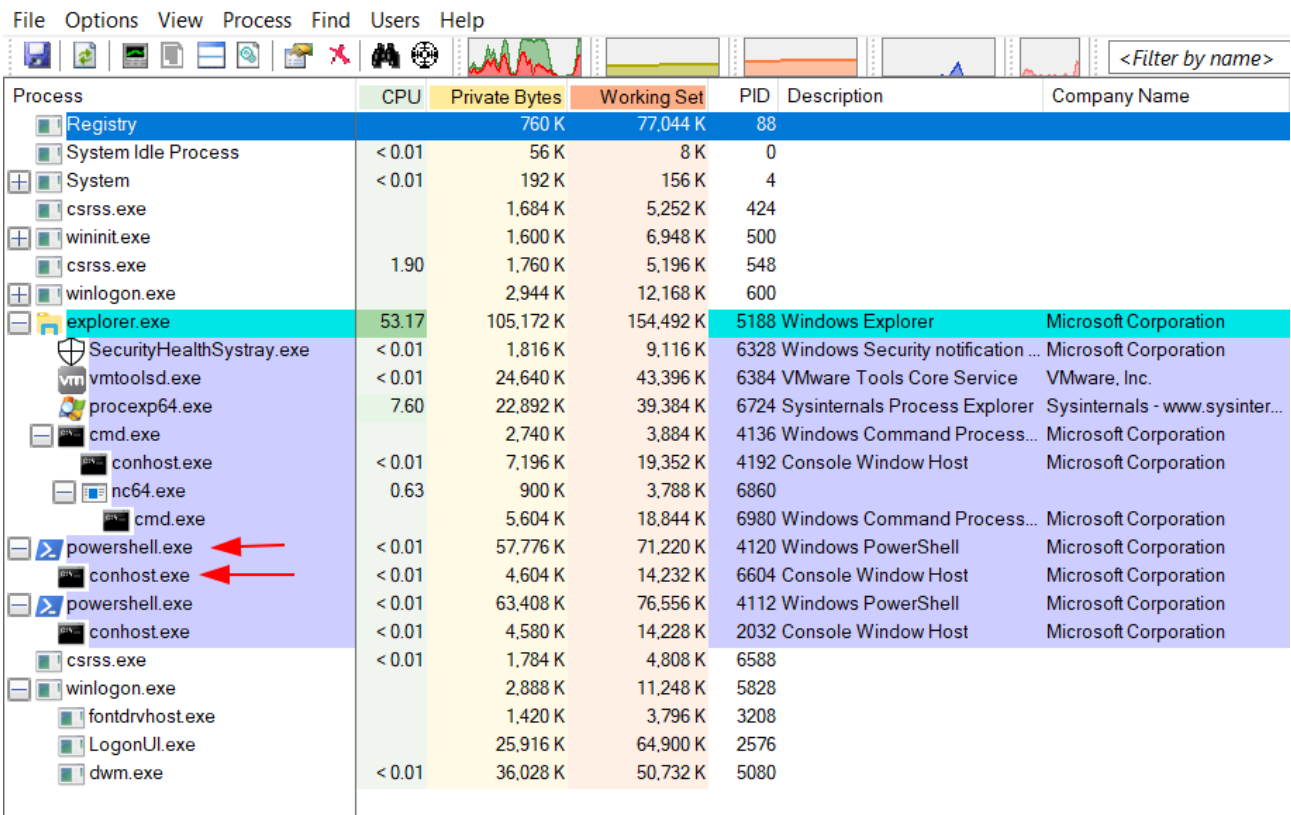 File Options View Process Find Users Help
<Filter by name>
Process CPU Private Bytes Working Set PID Description Company Name
Registry 760 K 77,044 K 88
System Idle Process < 0.01 56 K 8 K 0
System < 0.01 192 K 156 K 4
csrss.exe 1,684 K 5,252 K 424
wininit.exe 1,600 K 6,948 K 500
csrss.exe 1.90 1,760 K 5,196 K 548
winlogon.exe 2,944 K 12,168 K 600
explorer.exe 53.17 105,172 K 154,492 K 5188 Windows Explorer Microsoft Corporation
SecurityHealthSystray.exe < 0.01 1,816 K 9,116 K 6328 Windows Security notification ... Microsoft Corporation
vm vmtoolsd.exe < 0.01 24,640 K 43,396 K 6384 VMware Tools Core Service VMware, Inc.
procexp64.exe 7.60 22,892 K 39,384 K 6724 Sysinternals Process Explorer Sysinternals - www.sysinter...
cmd.exe 2,740 K 3,884 K 4136 Windows Command Process... Microsoft Corporation
conhost.exe < 0.01 7,196 K 19,352 K 4192 Console Window Host Microsoft Corporation
nc64.exe 0.63 900 K 3,788 K 6860
cmd.exe 5,604 K 18,844 K 6980 Windows Command Process... Microsoft Corporation
powershell.exe < 0.01 57,776 K 71,220 K 4120 Windows PowerShell Microsoft Corporation
conhost.exe < 0.01 4,604 K 14,232 K 6604 Console Window Host Microsoft Corporation
powershell.exe < 0.01 63,408 K 76,556 K 4112 Windows PowerShell Microsoft Corporation
conhost.exe < 0.01 4,580 K 14,228 K 2032 Console Window Host Microsoft Corporation
csrss.exe < 0.01 1,784 K 4,808 K 6588
winlogon.exe 2,888 K 11,248 K 5828
fontdrvhost.exe 1,420 K 3,796 K 3208
LogonUI.exe 25,916 K 64,900 K 2576
dwm.exe < 0.01 36,028 K 50,732 K 5080